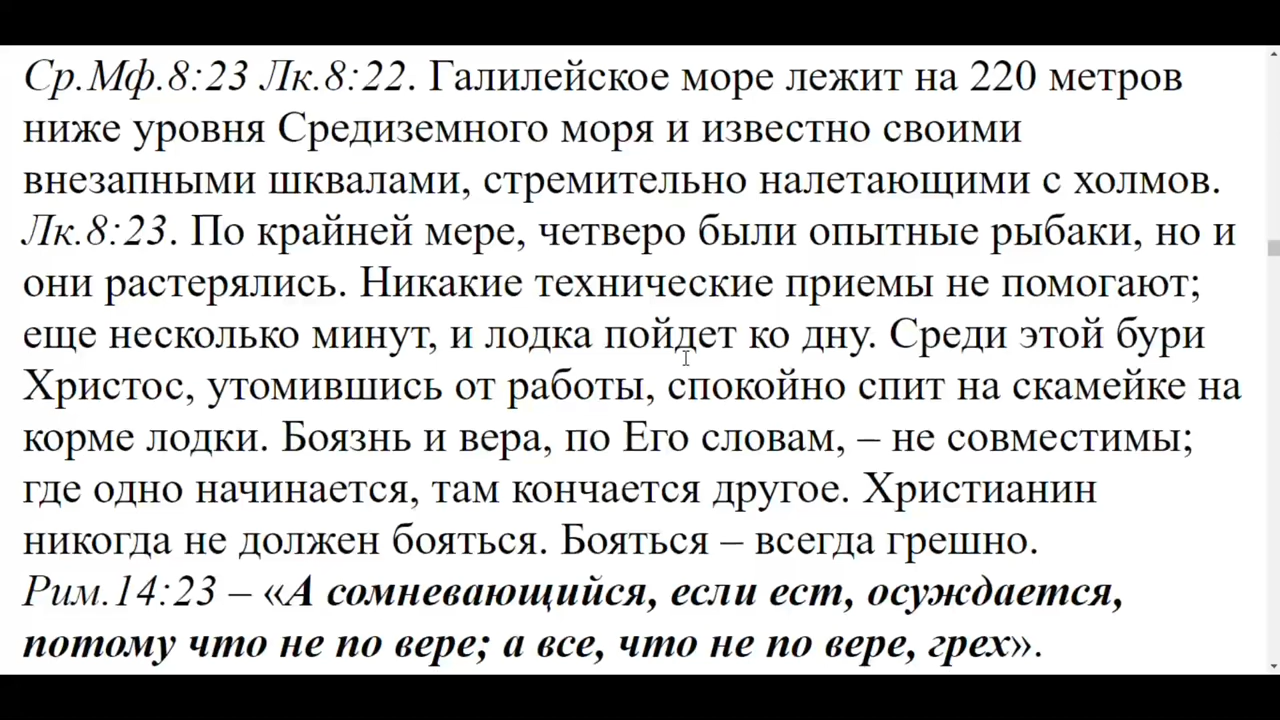 Ср.Мф.8:23 Лк.8:22. Галилейское море лежит на 220 метров
ниже уровня Средиземного моря и известно своими
внезапными шквалами, стремительно налетающими с холмов.
Лк.8:23. По крайней мере, четверо были опытные рыбаки, но и
они растерялись. Никакие технические приемы не помогают;
еще несколько минут, и лодка пойдет ко дну. Среди этой бури
Христос, утомившись от работы, спокойно спит на скамейке на
корме лодки. Боязнь и вера, по Его словам, – не совместимы;
где одно начинается, там кончается другое. Христианин
никогда не должен бояться. Бояться – всегда грешно.
Рим.14:23 – «А сомневающийся, если ест, осуждается,
потому что не по вере; а все, что не по вере, грех».